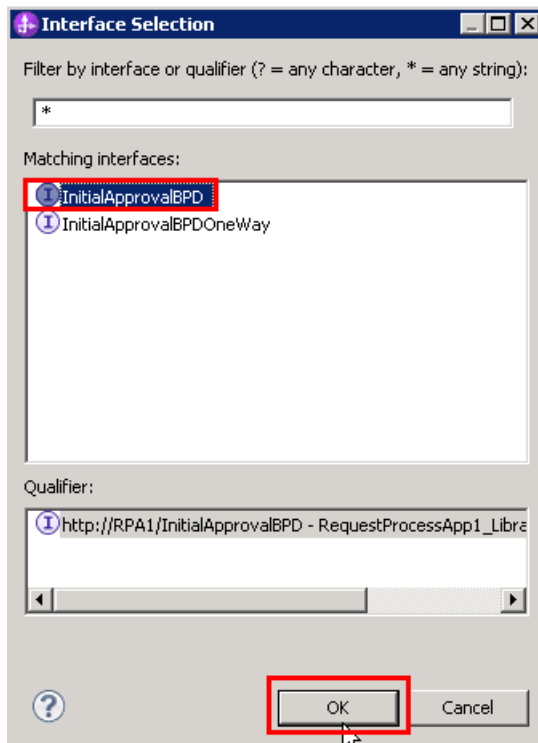 Interface Selection
Filter by interface or qualifier (? = any character, * = any string):
*
Matching interfaces:
InitialApprovalBPD
InitialApprovalBPDOneWay
Qualifier:
http://RPA1/InitialApprovalBPD - RequestProcessApp1_Libra
OK Cancel